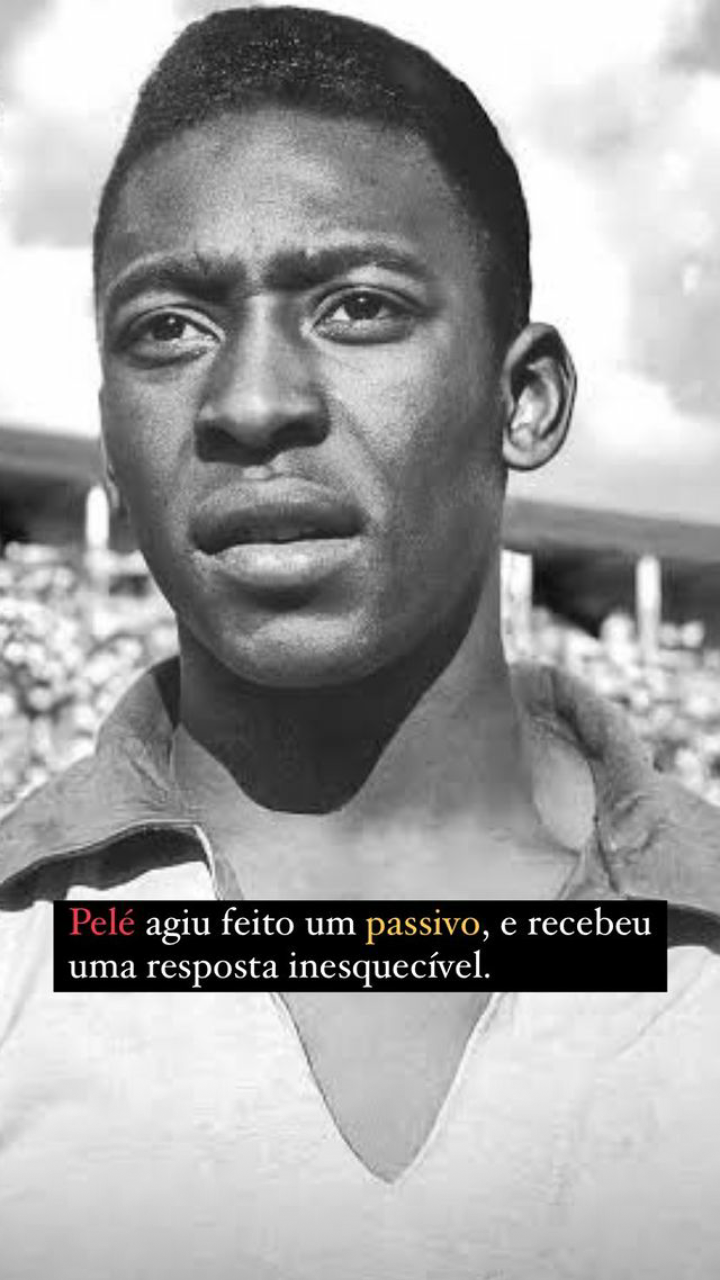 Pelé agiu feito um passivo, e recebeu
uma resposta inesquecível.